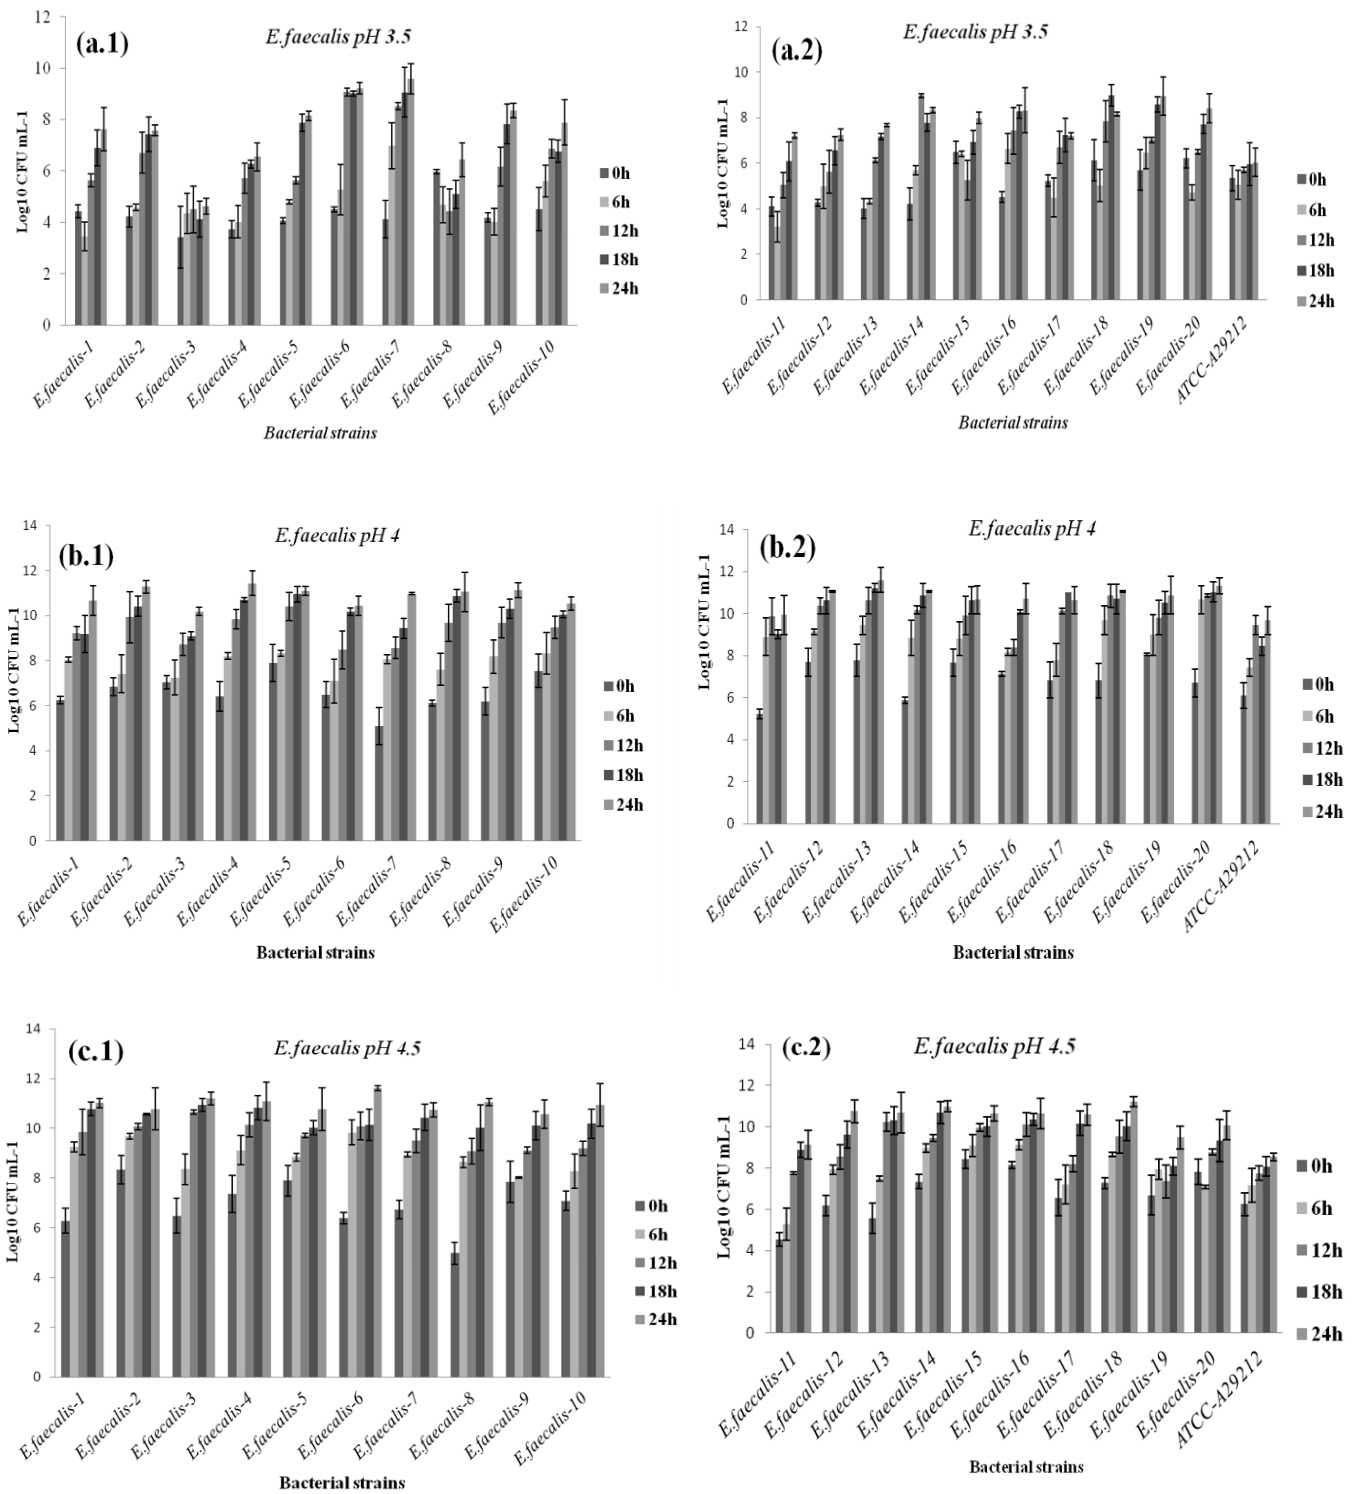 (a.1)
E.faecalis pH 3.5
Log10 CFU mL-1
12
10
8
6
4
2
0
E.faecalis-1
E.faecalis-2
E.faecalis-3
E.faecalis-4
E.faecalis-5
E.faecalis-6
E.faecalis-7
E.faecalis-8
E.faecalis-9
E.faecalis-10
Bacterial strains
0h
6h
12h
18h
24h
(a.2)
E.faecalis pH 3.5
Log10 CFU mL-1
12
10
8
6
4
2
0
E.faecalis-11
E.faecalis-12
E.faecalis-13
E.faecalis-14
E.faecalis-15
E.faecalis-16
E.faecalis-17
E.faecalis-18
E.faecalis-19
E.faecalis-20
ATCC-A29212
Bacterial strains
0h
6h
12h
18h
24h
(b.1)
E.faecalis pH 4
Log10 CFU mL-1
14
12
10
8
6
4
2
0
E.faecalis-1
E.faecalis-2
E.faecalis-3
E.faecalis-4
E.faecalis-5
E.faecalis-6
E.faecalis-7
E.faecalis-8
E.faecalis-9
E.faecalis-10
Bacterial strains
0h
6h
12h
18h
24h
(b.2)
E.faecalis pH 4
Log10 CFU mL-1
14
12
10
8
6
4
2
0
E.faecalis-11
E.faecalis-12
E.faecalis-13
E.faecalis-14
E.faecalis-15
E.faecalis-16
E.faecalis-17
E.faecalis-18
E.faecalis-19
E.faecalis-20
ATCC-A29212
Bacterial strains
0h
6h
12h
18h
24h
(c.1)
E.faecalis pH 4.5
Log10 CFU mL-1
14
12
10
8
6
4
2
0
E.faecalis-1
E.faecalis-2
E.faecalis-3
E.faecalis-4
E.faecalis-5
E.faecalis-6
E.faecalis-7
E.faecalis-8
E.faecalis-9
E.faecalis-10
Bacterial strains
0h
6h
12h
18h
24h
(c.2)
E.faecalis pH 4.5
Log10 CFU mL-1
14
12
10
8
6
4
2
0
E.faecalis-11
E.faecalis-12
E.faecalis-13
E.faecalis-14
E.faecalis-15
E.faecalis-16
E.faecalis-17
E.faecalis-18
E.faecalis-19
E.faecalis-20
ATCC-A29212
Bacterial strains
0h
6h
12h
18h
24h